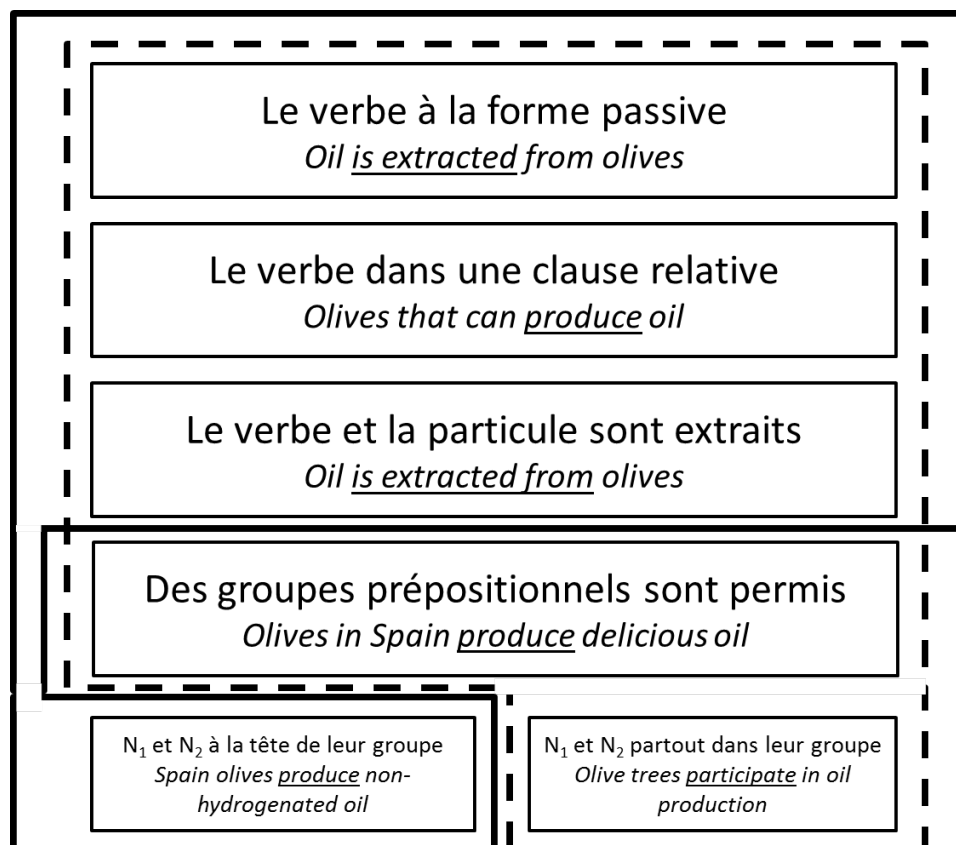 Le verbe à la forme passive
Oil is extracted from olives
Le verbe dans une clause relative
Olives that can produce oil
Le verbe et la particule sont extraits
Oil is extracted from olives
Des groupes prépositionnels sont permis
Olives in Spain produce delicious oil
N₁ et N₂ à la tête de leur groupe
Spain olives produce non-
hydrogenated oil
N₁ et N₂ partout dans leur groupe
Olive trees participate in oil
production